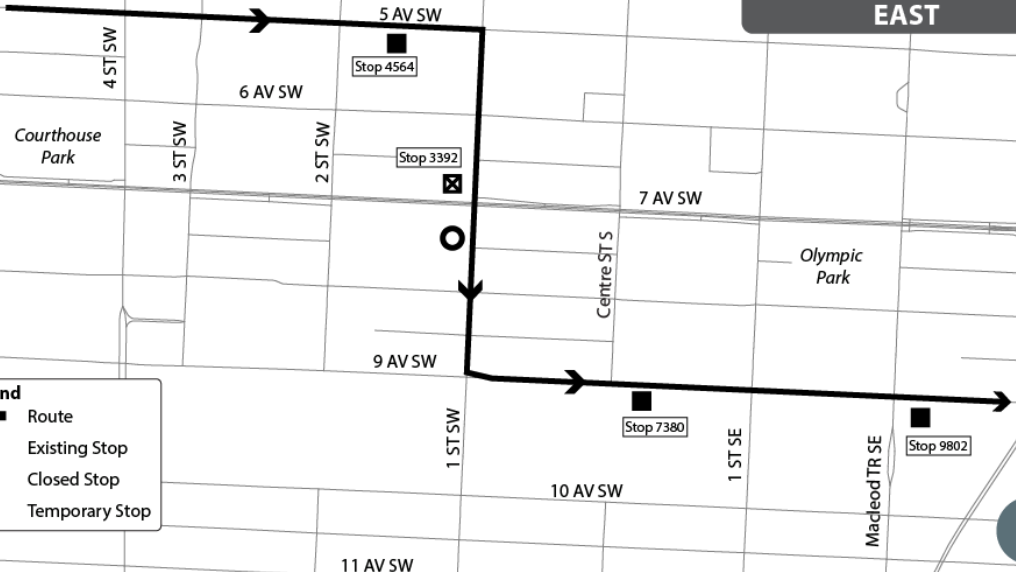 EAST
5 AV SW
4 ST SW
Stop 4564
6 AV SW
Courthouse
Park
3 ST SW
2 ST SW
Stop 3392
7 AV SW
Centre ST S
Olympic
Park
9 AV SW
nd
Route
Existing Stop
Closed Stop
Temporary Stop
1 ST SW
Stop 7380
1 ST SE
Macleod TR SE
Stop 9802
10 AV SW
11 AV SW